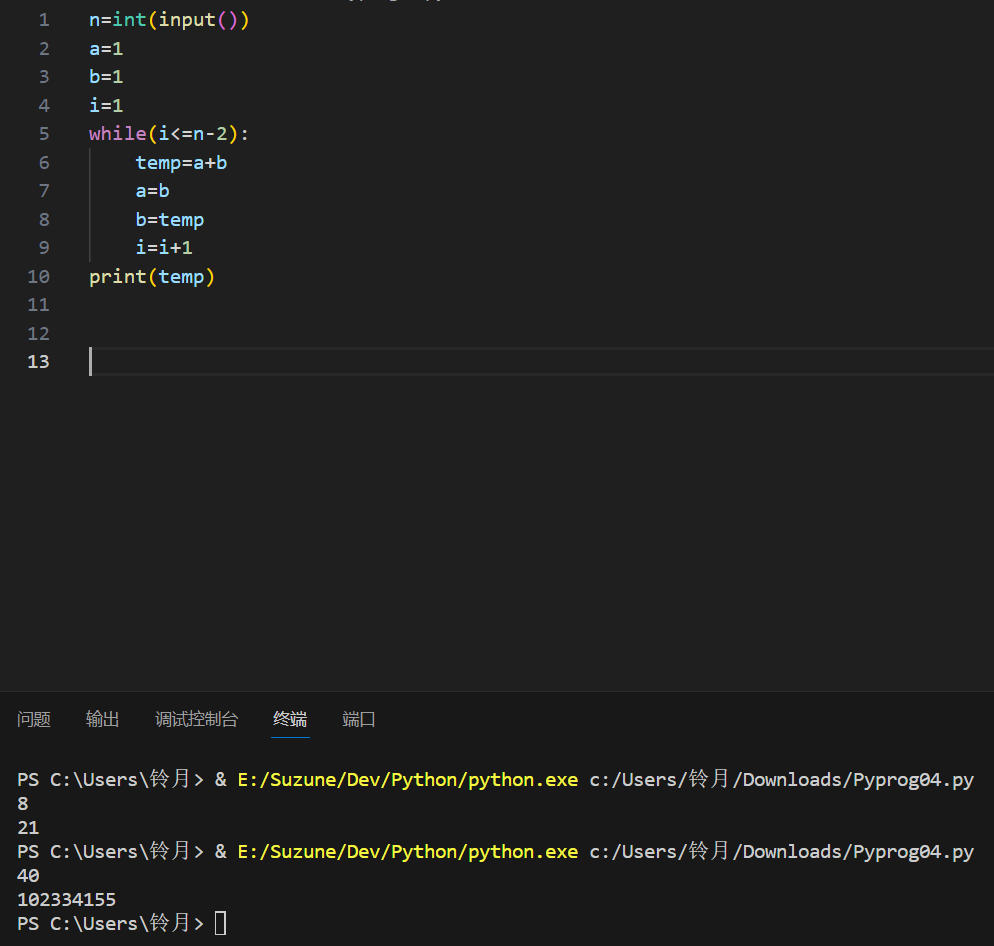 1 n=int(input())
2 a=1
3 b=1
4 i=1
5 while(i<=n-2):
6     temp=a+b
7     a=b
8     b=temp
9     i=i+1
10 print(temp)
11
12
13
问题 输出 调试控制台 终端 端口
PS C:\Users\铃月> & E:/Suzune/Dev/Python/python.exe c:/Users/铃月/Downloads/Pyprog04.py
8
21
PS C:\Users\铃月> & E:/Suzune/Dev/Python/python.exe c:/Users/铃月/Downloads/Pyprog04.py
40
102334155
PS C:\Users\铃月>